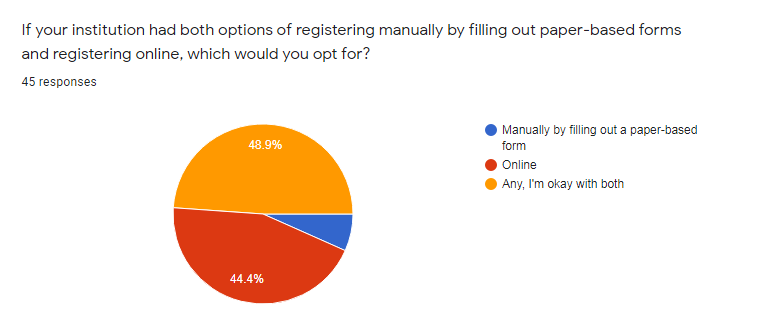 If your institution had both options of registering manually by filling out paper-based forms
and registering online, which would you opt for?
45 responses
48.9%
44.4%
Manually by filling out a paper-based
form
Online
Any, I'm okay with both